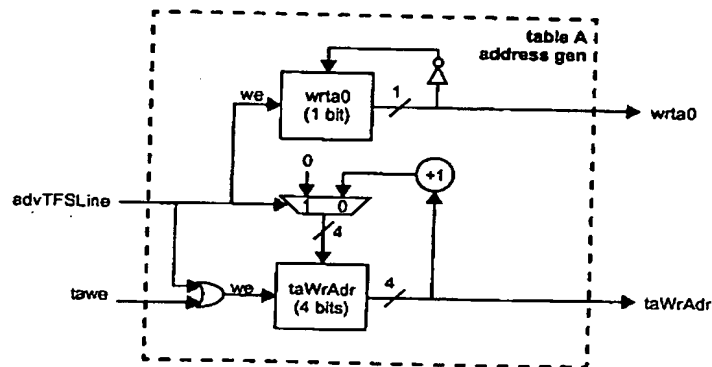 table A
address gen
we
wrta0
(1 bit)
1
wrta0
0
+1
advTFSLine
1 0
4
tawe
we
taWrAdr
(4 bits)
4
taWrAdr